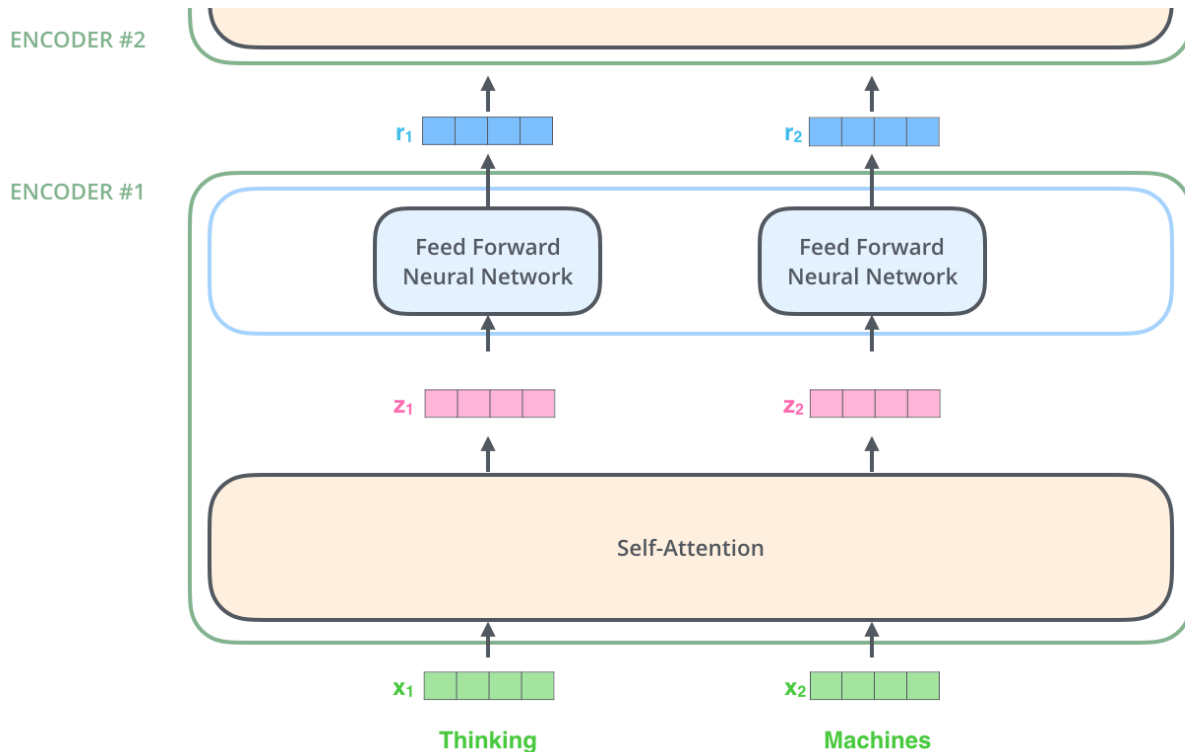 ENCODER #2
r₁
r₂
ENCODER #1
Feed Forward
Neural Network
Feed Forward
Neural Network
z₁
z₂
Self-Attention
x₁
x₂
Thinking
Machines